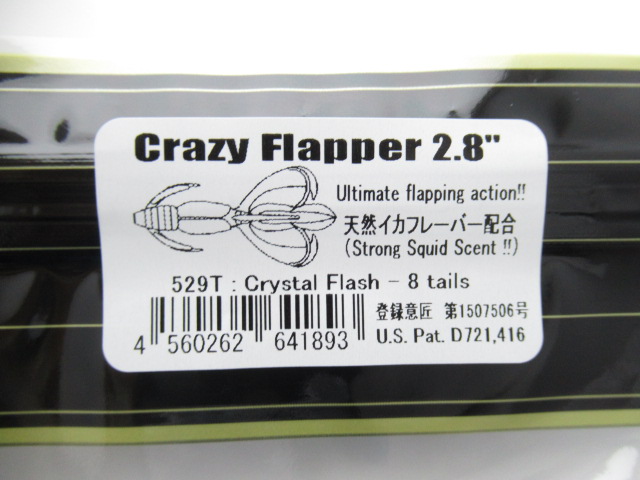 Crazy Flapper 2.8"
Ultimate flapping action!!
天然イカフレーバー配合
(Strong Squid Scent !!)
529T : Crystal Flash - 8 tails
登録意匠 第1507506号
U.S. Pat. D721,416
4 560262 641893